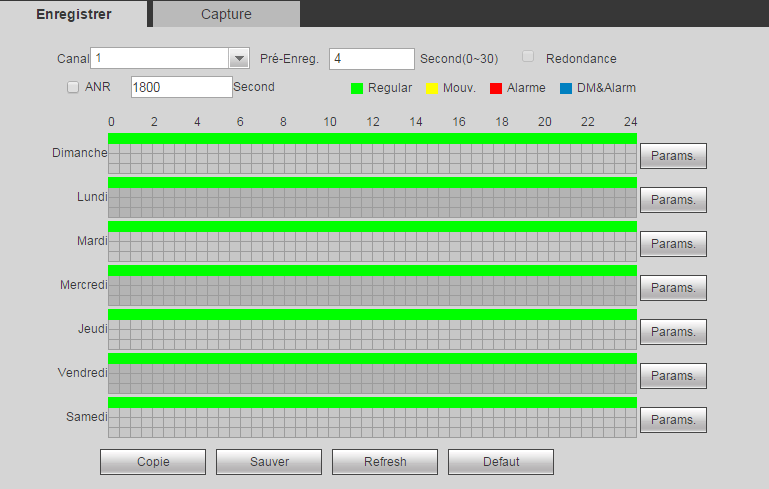 Enregistrer Capture
Canal 1 Pré-Enreg. 4 Second(0~30) Redondance
ANR 1800 Second Regular Mouv. Alarme DM&Alarm
0 2 4 6 8 10 12 14 16 18 20 22 24
Dimanche Params.
Lundi Params.
Mardi Params.
Mercredi Params.
Jeudi Params.
Vendredi Params.
Samedi Params.
Copie Sauver Refresh Defaut